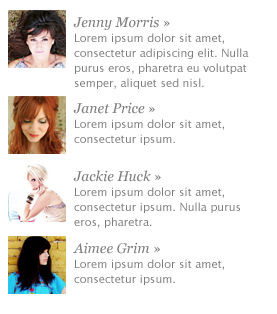 Jenny Morris »
Lorem ipsum dolor sit amet,
consectetur adipiscing elit. Nulla
purus eros, pharetra eu volutpat
semper, aliquet sed nisl.
Janet Price »
Lorem ipsum dolor sit amet,
consectetur ipsum.
Jackie Huck »
Lorem ipsum dolor sit amet,
consectetur ipsum. Nulla purus
eros, pharetra.
Aimee Grim »
Lorem ipsum dolor sit amet,
consectetur ipsum.